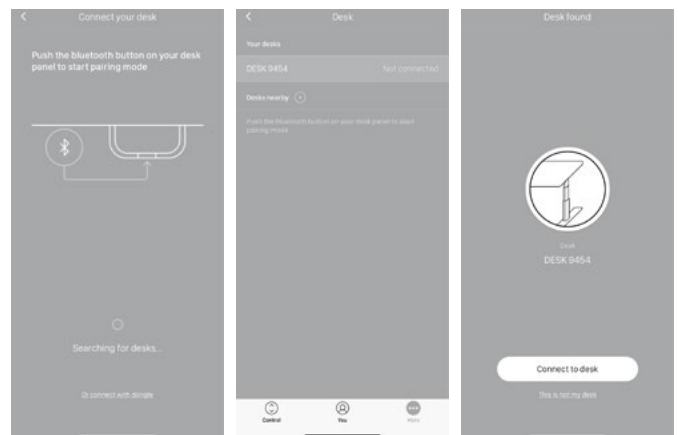 Connect your desk
Push the bluetooth button on your desk
panel to start pairing mode
Searching for desks...
Or connect with dongle
Desk
Your desks
DESK 9454 Not connected
Desks nearby
Push the bluetooth button on your desk panel to start
pairing mode
Control You More
Desk found
Desk
DESK 9454
Connect to desk
This is not my desk